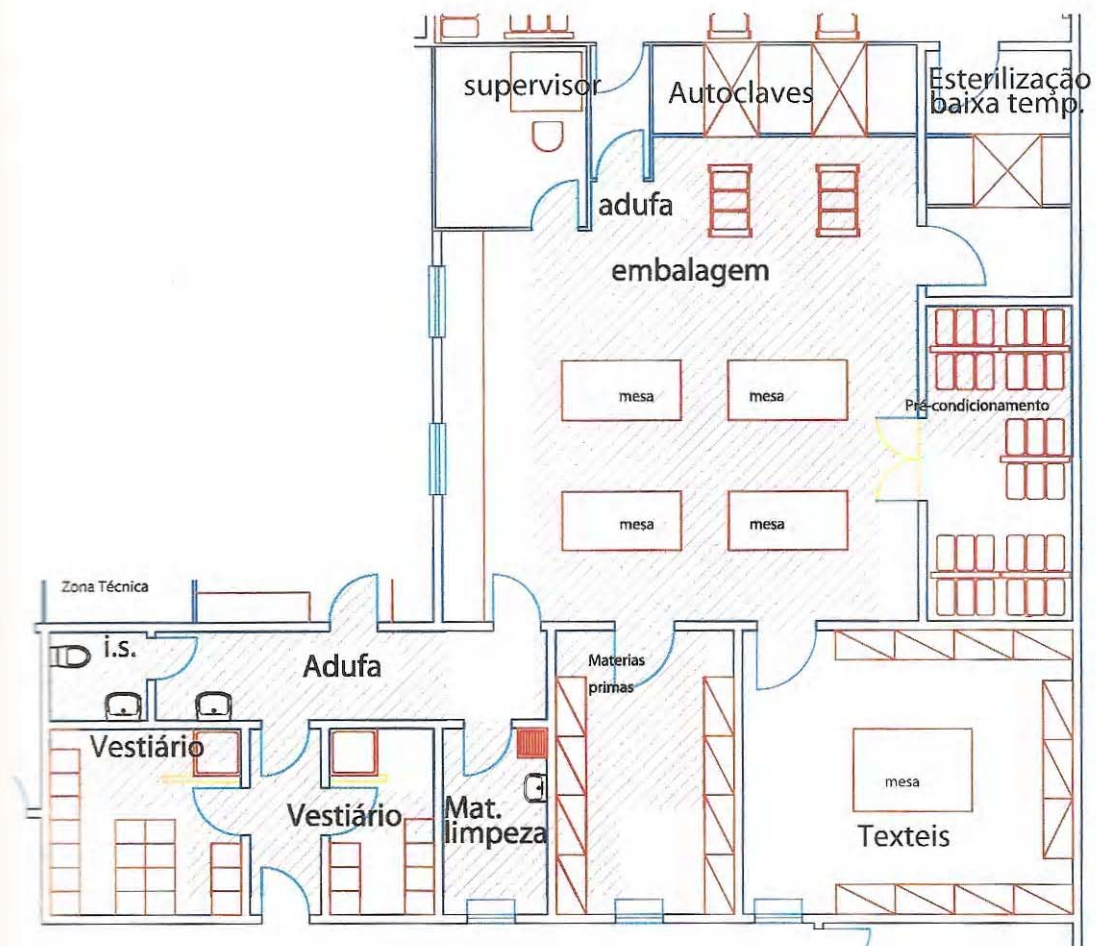 supervisor
Autoclaves
Esterilização
baixa temp.
adufa
embalagem
mesa
mesa
Pré-condicionamento
mesa
mesa
Zona Técnica
i.s.
Adufa
Materias
primas
Vestiário
Vestiário
Mat.
limpeza
mesa
Texteis